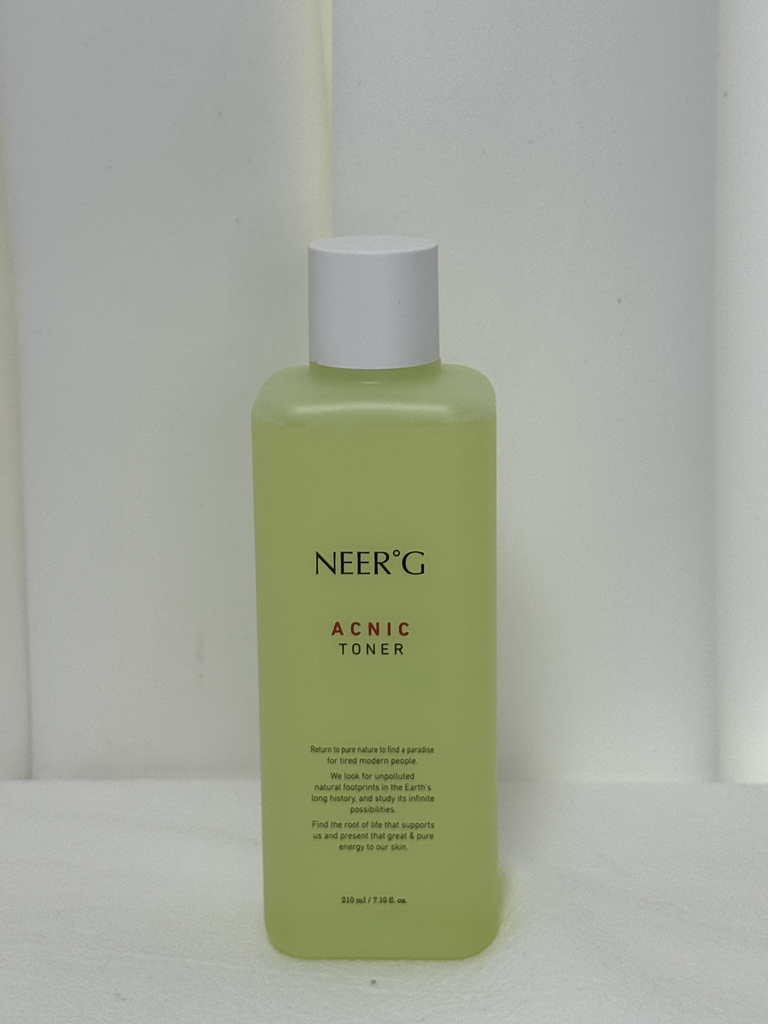 NEER°G
ACNIC
TONER
Return to pure nature to find a paradise
for tired modern people.
We look for unpolluted
natural footprints in the Earth's
long history, and study its infinite
possibilities.
Find the root of life that supports
us and present that great & pure
energy to our skin.
210 ml / 7.10 fl. oz.